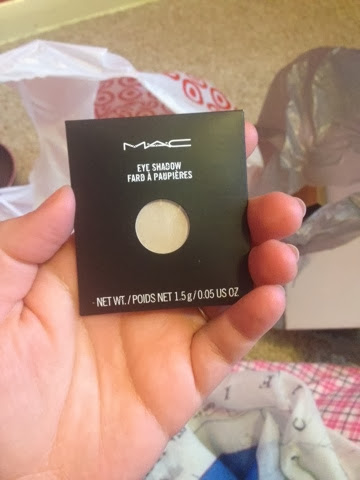 MAC
EYE SHADOW
FARD À PAUPIÈRES
NET WT. / POIDS NET 1.5 g / 0.05 US OZ